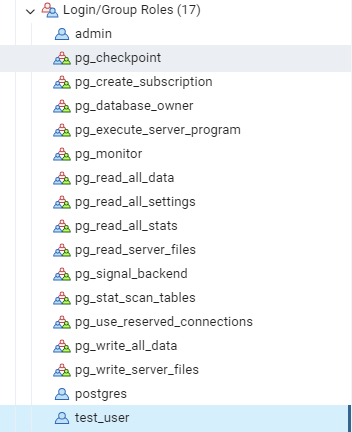 Login/Group Roles (17)
admin
pg_checkpoint
pg_create_subscription
pg_database_owner
pg_execute_server_program
pg_monitor
pg_read_all_data
pg_read_all_settings
pg_read_all_stats
pg_read_server_files
pg_signal_backend
pg_stat_scan_tables
pg_use_reserved_connections
pg_write_all_data
pg_write_server_files
postgres
test_user